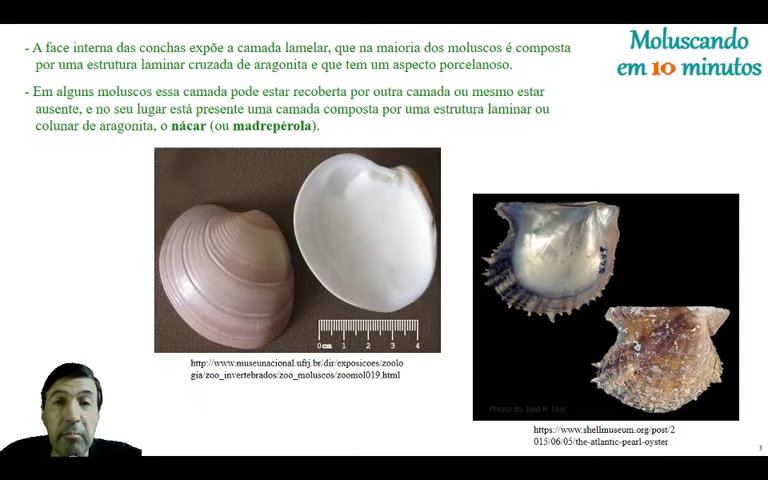 - A face interna das conchas expõe a camada lamelar, que na maioria dos moluscos é composta
por uma estrutura laminar cruzada de aragonita e que tem um aspecto porcelanoso.
- Em alguns moluscos essa camada pode estar recoberta por outra camada ou mesmo estar
ausente, e no seu lugar está presente uma camada composta por uma estrutura laminar ou
colunar de aragonita, o nácar (ou madrepérola).
Moluscando
em 10 minutos
0cm 1 2 3 4
http://www.museunacional.ufrj.br/dir/exposicoes/zoolo
gia/zoo_invertebrados/zoo_moluscos/zoomol019.html
Photos by José H. Leal
https://www.shellmuseum.org/post/2
015/06/05/the-atlantic-pearl-oyster
3